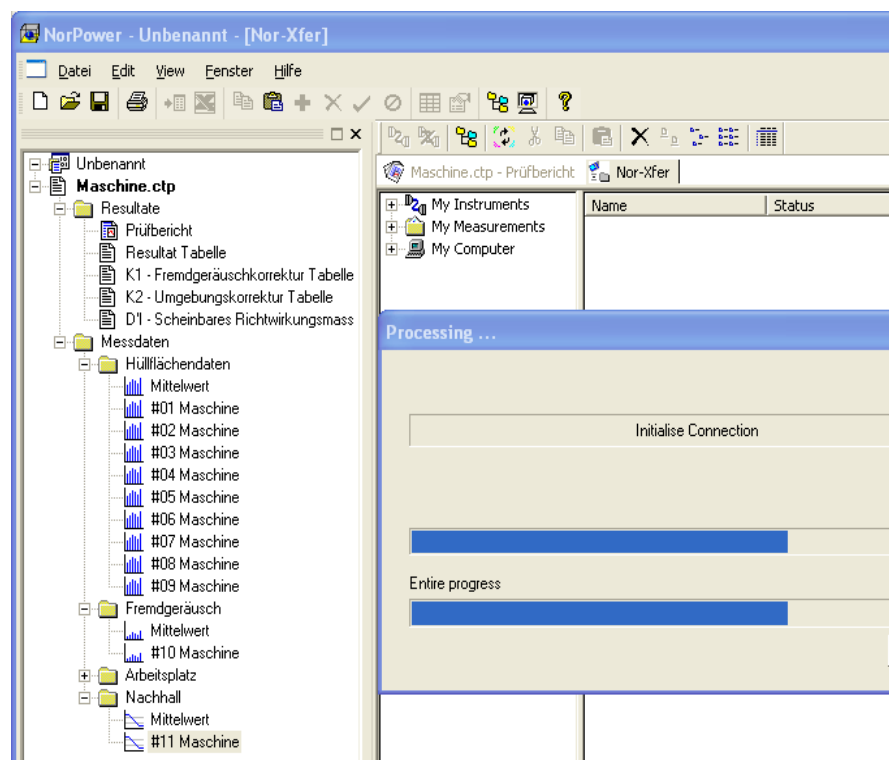 NorPower - Unbenannt - [Nor-Xfer]
Datei Edit View Fenster Hilfe
Unbenannt
Maschine.ctp
Resultate
Prüfbericht
Resultat Tabelle
K1 - Fremdgeräuschkorrektur Tabelle
K2 - Umgebungskorrektur Tabelle
D'I - Scheinbares Richtwirkungsmass
Messdaten
Hüllflächendaten
Mittelwert
#01 Maschine
#02 Maschine
#03 Maschine
#04 Maschine
#05 Maschine
#06 Maschine
#07 Maschine
#08 Maschine
#09 Maschine
Fremdgeräusch
Mittelwert
#10 Maschine
Arbeitsplatz
Nachhall
Mittelwert
#11 Maschine
Maschine.ctp - Prüfbericht Nor-Xfer
My Instruments
My Measurements
My Computer
Name Status
Processing ...
Initialise Connection
Entire progress